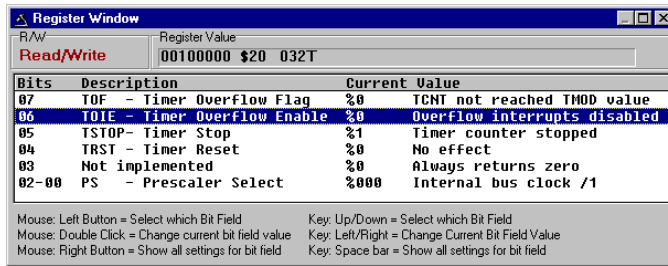 Register Window
R/W Register Value
Read/Write 00100000 $20 032T
Bits Description Current Value
07 TOF - Timer Overflow Flag %0 TCNT not reached TMOD value
06 TOIE - Timer Overflow Enable %0 Overflow interrupts disabled
05 TSTOP- Timer Stop %1 Timer counter stopped
04 TRST - Timer Reset %0 No effect
03 Not implemented %0 Always returns zero
02-00 PS - Prescaler Select %000 Internal bus clock /1
Mouse: Left Button = Select which Bit Field Key: Up/Down = Select which Bit Field
Mouse: Double Click = Change current bit field value Key: Left/Right = Change Current Bit Field Value
Mouse: Right Button = Show all settings for bit field Key: Space bar = Show all settings for bit field